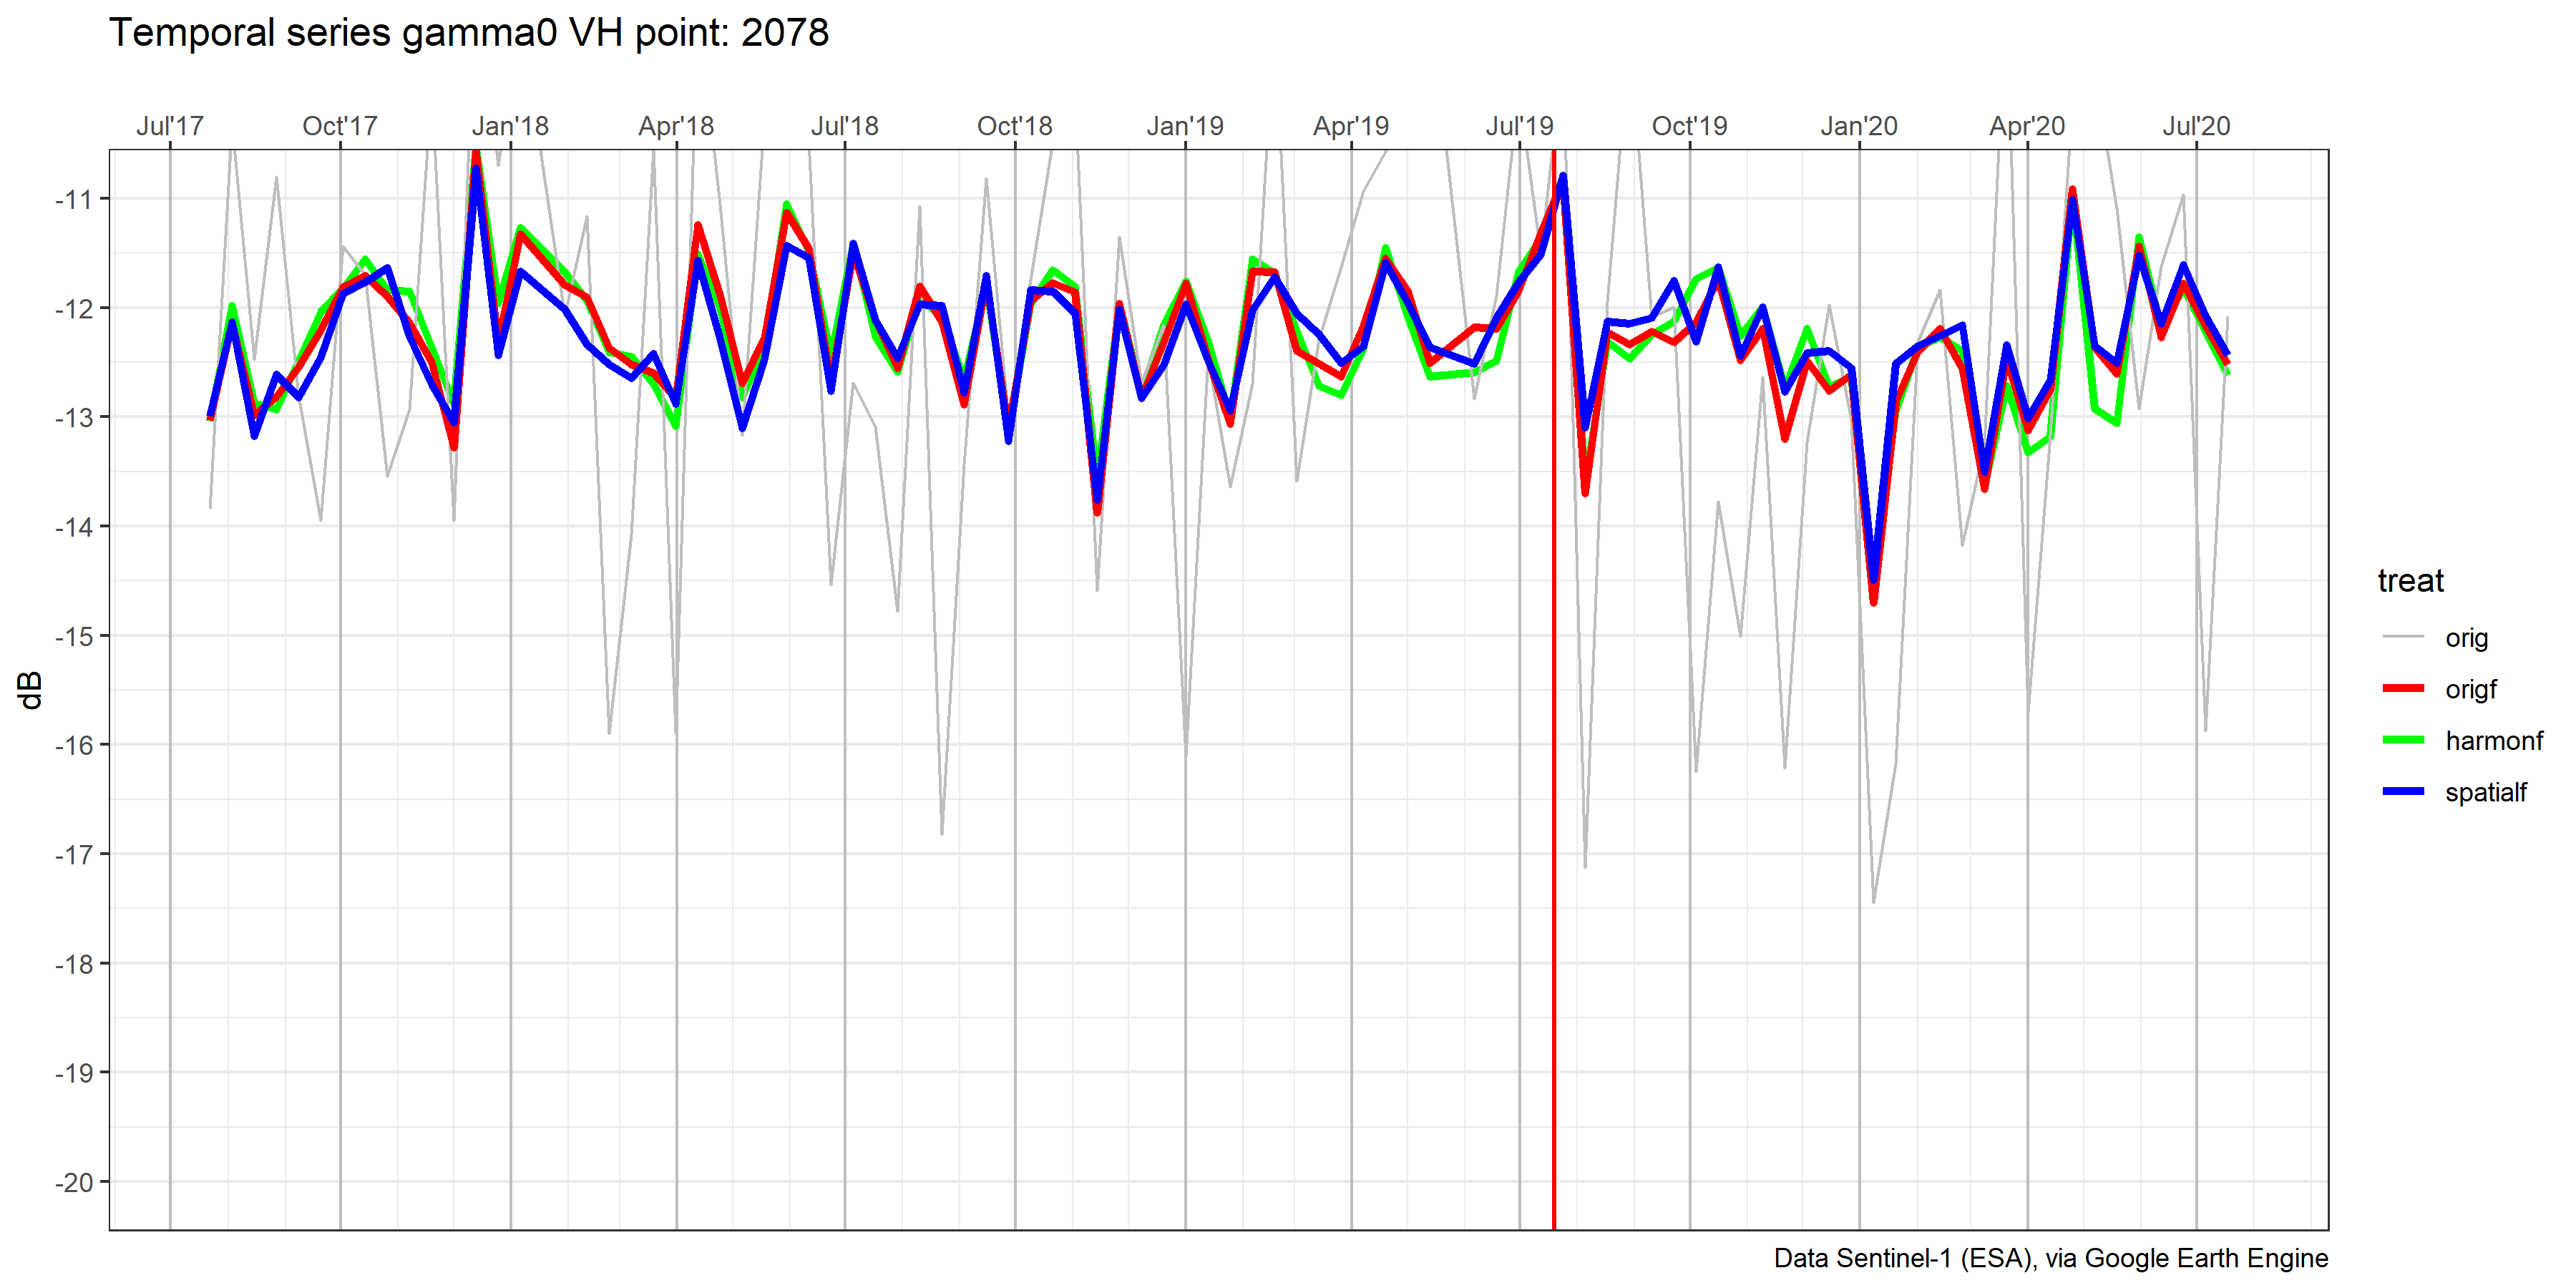 Temporal series gamma0 VH point: 2078
Jul'17 Oct'17 Jan'18 Apr'18 Jul'18 Oct'18 Jan'19 Apr'19 Jul'19 Oct'19 Jan'20 Apr'20 Jul'20
-11
-12
-13
-14
-15
-16
-17
-18
-19
-20
dB
treat
orig
origf
harmonf
spatialf
Data Sentinel-1 (ESA), via Google Earth Engine